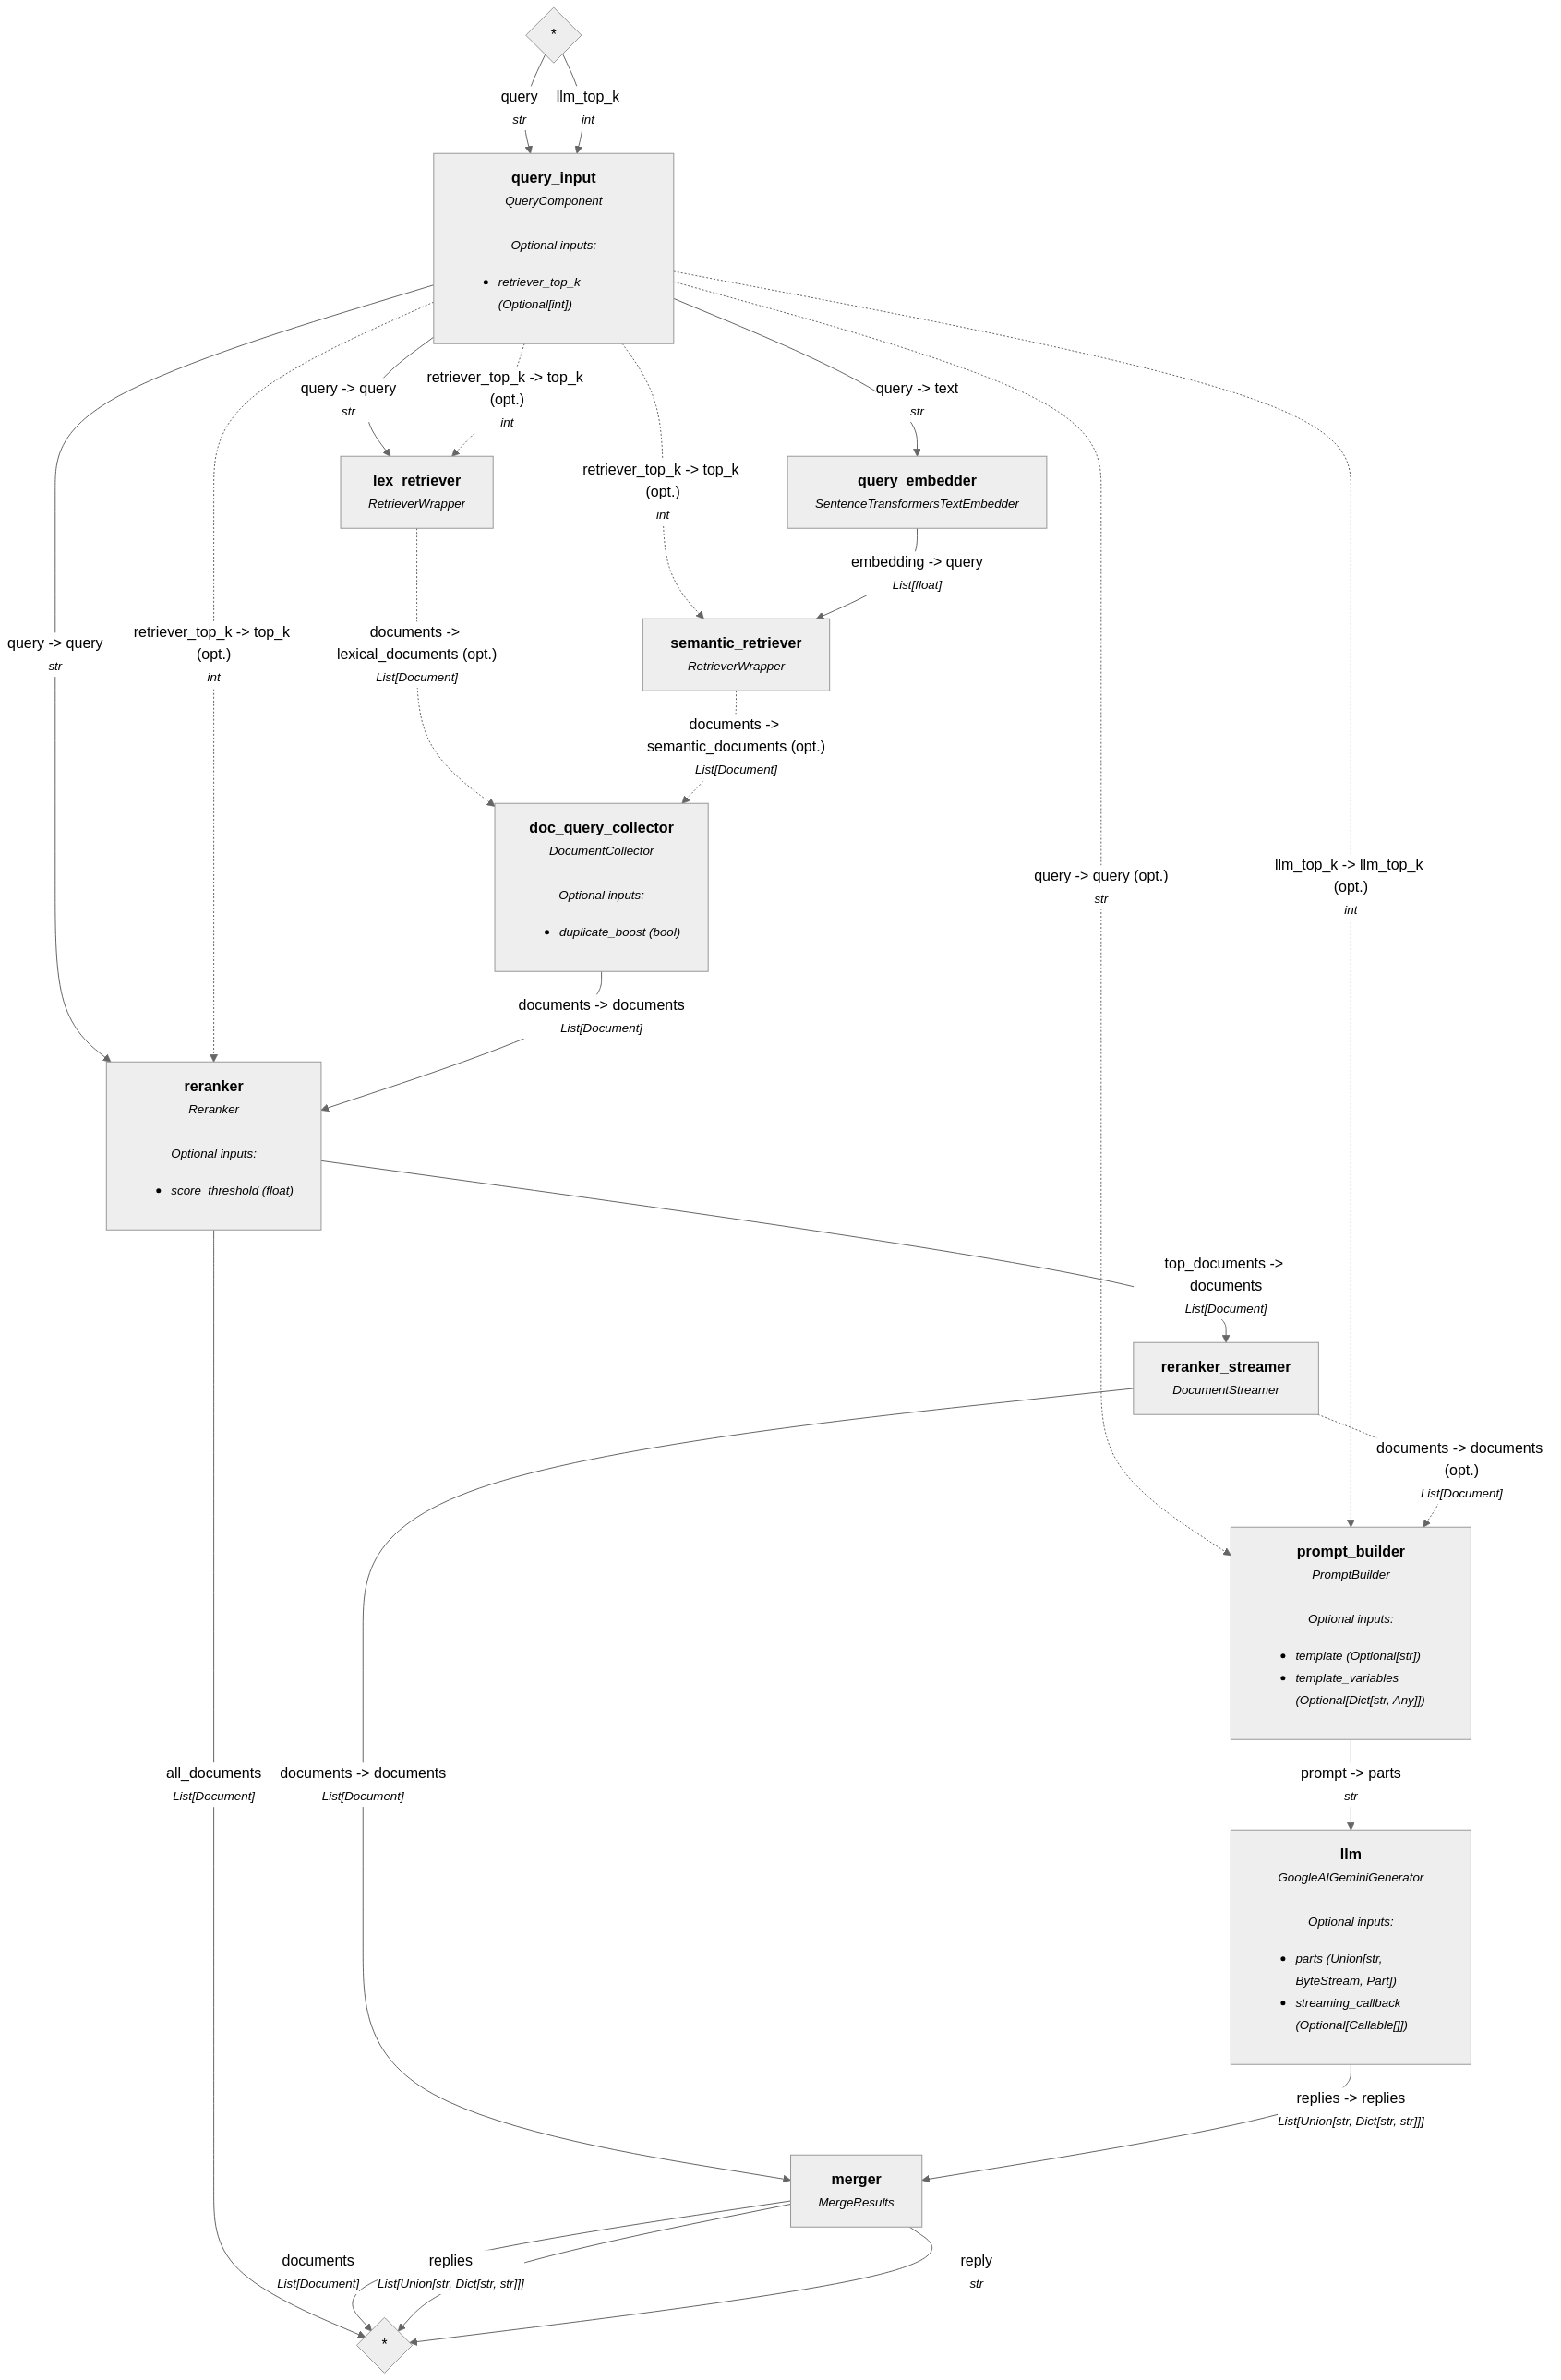 *
query
str
llm_top_k
int
query_input
QueryComponent
Optional inputs:
• retriever_top_k
(Optional[int])
query -> query
str
retriever_top_k -> top_k
(opt.)
int
query -> text
str
lex_retriever
RetrieverWrapper
retriever_top_k -> top_k
(opt.)
int
query_embedder
SentenceTransformersTextEmbedder
embedding -> query
List[float]
query -> query
str
retriever_top_k -> top_k
(opt.)
int
documents ->
lexical_documents (opt.)
List[Document]
semantic_retriever
RetrieverWrapper
documents ->
semantic_documents (opt.)
List[Document]
doc_query_collector
DocumentCollector
Optional inputs:
• duplicate_boost (bool)
query -> query (opt.)
str
llm_top_k -> llm_top_k
(opt.)
int
documents -> documents
List[Document]
reranker
Reranker
Optional inputs:
• score_threshold (float)
top_documents ->
documents
List[Document]
reranker_streamer
DocumentStreamer
documents -> documents
(opt.)
List[Document]
prompt_builder
PromptBuilder
Optional inputs:
• template (Optional[str])
• template_variables
(Optional[Dict[str, Any]])
all_documents
List[Document]
documents -> documents
List[Document]
prompt -> parts
str
llm
GoogleAIGeminiGenerator
Optional inputs:
• parts (Union[str,
ByteStream, Part])
• streaming_callback
(Optional[Callable[]])
replies -> replies
List[Union[str, Dict[str, str]]]
merger
MergeResults
documents
List[Document]
replies
List[Union[str, Dict[str, str]]]
reply
str
*